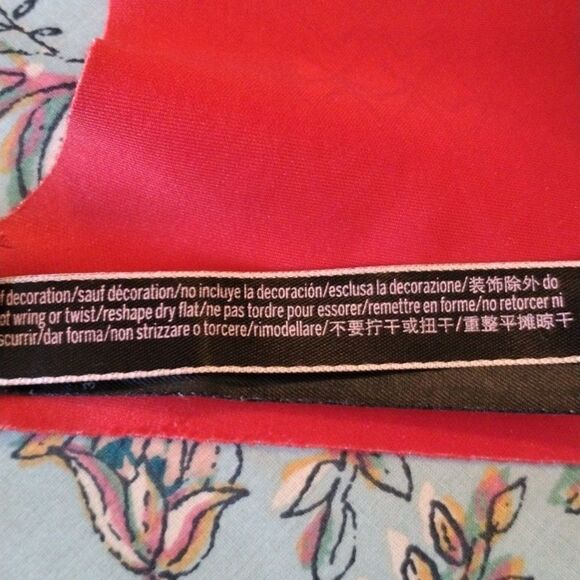 decoration/sauf décoration/no incluye la decoración/esclusa la decorazione/装饰除外 do
wring or twist/reshape dry flat/ne pas tordre pour essorer/remettre en forme/no retorcer ni
scurrir/dar forma/non strizzare o torcere/rimodellare/不要拧干或扭干/重整平摊晾干